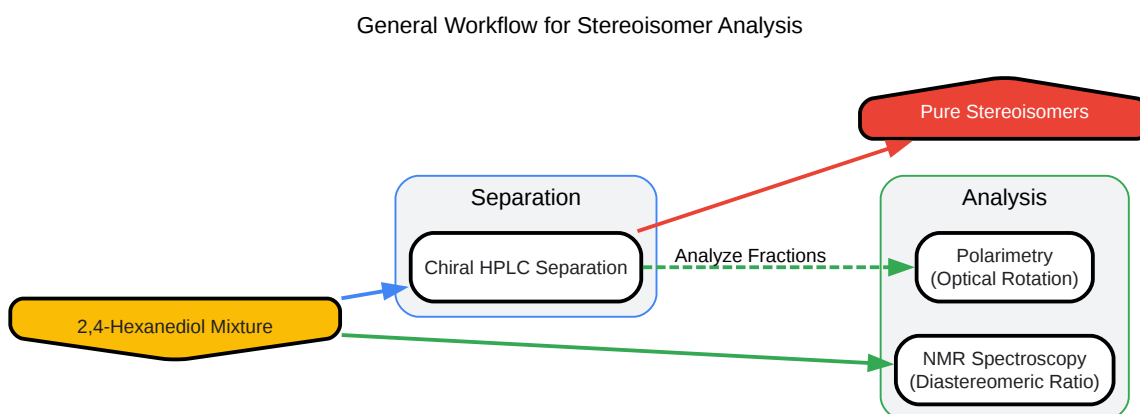 General Workflow for Stereoisomer Analysis
Pure Stereoisomers
Separation
Analysis
Chiral HPLC Separation
Analyze Fractions
Polarimetry
(Optical Rotation)
2,4-Hexanediol Mixture
NMR Spectroscopy
(Diastereomeric Ratio)